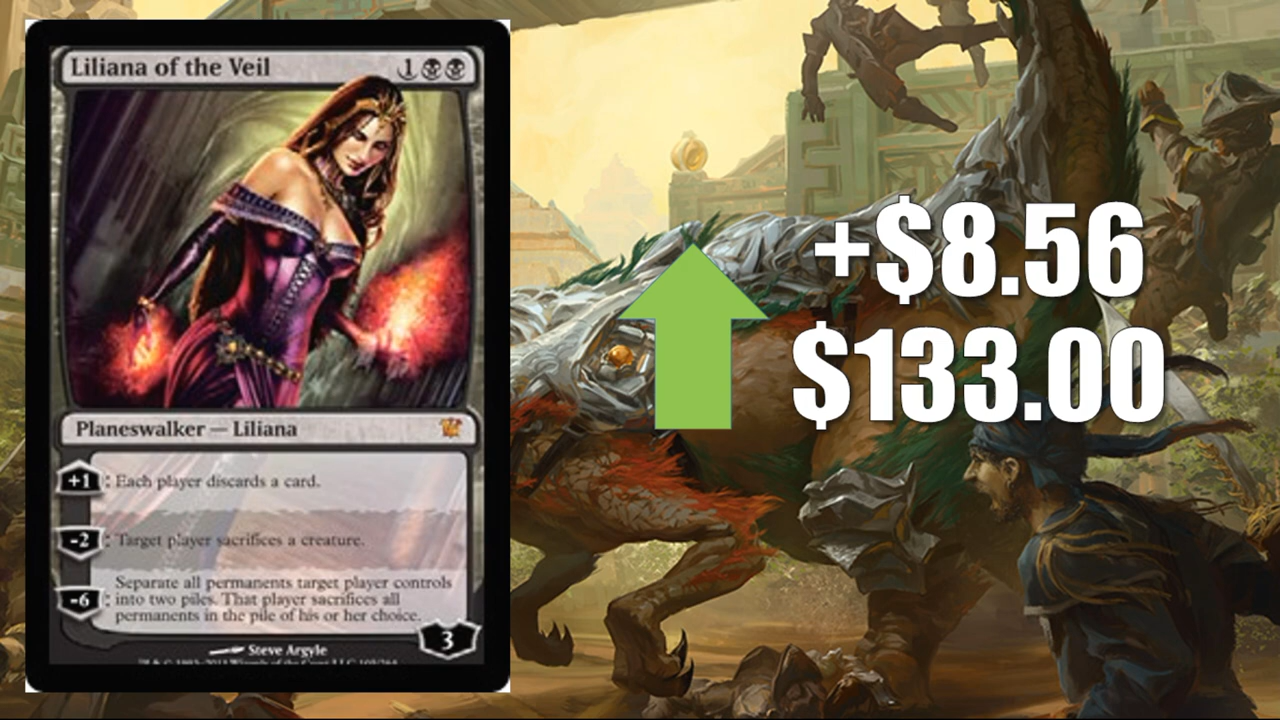 Liliana of the Veil 1
Planeswalker — Liliana
+1 : Each player discards a card.
-2 : Target player sacrifices a creature.
-6 : Separate all permanents target player controls
into two piles. That player sacrifices all
permanents in the pile of his or her choice.
3
Steve Argyle
+$8.56
$133.00